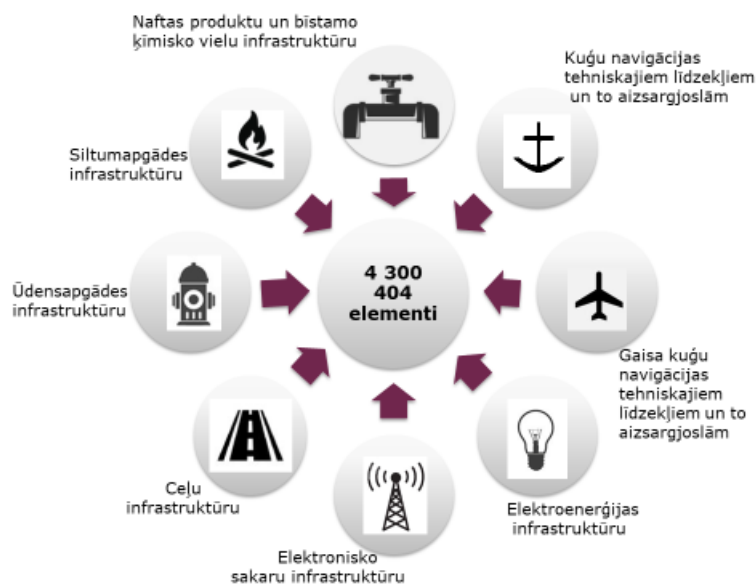 Naftas produktu un bīstamo
ķīmisko vielu infrastruktūru
Kuģu navigācijas
tehniskajiem līdzekļiem
un to aizsargjoslām
Siltumapgādes
infrastruktūru
4 300
404
elementi
Ūdensapgādes
infrastruktūru
Gaisa kuģu
navigācijas
tehniskajiem
līdzekļiem un to
aizsargjoslām
Ceļu
infrastruktūru
Elektroenerģijas
infrastruktūru
Elektronisko
sakaru infrastruktūru